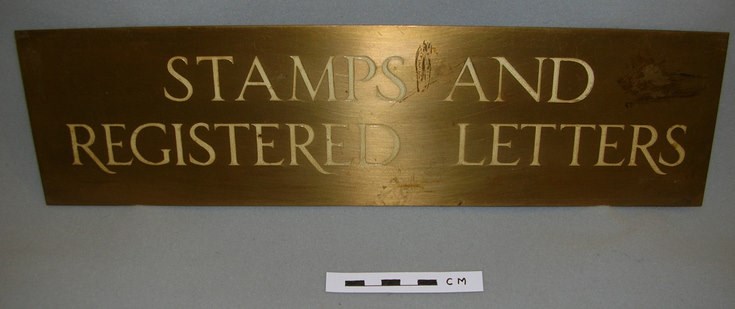 STAMPS AND
REGISTERED LETTERS
CM